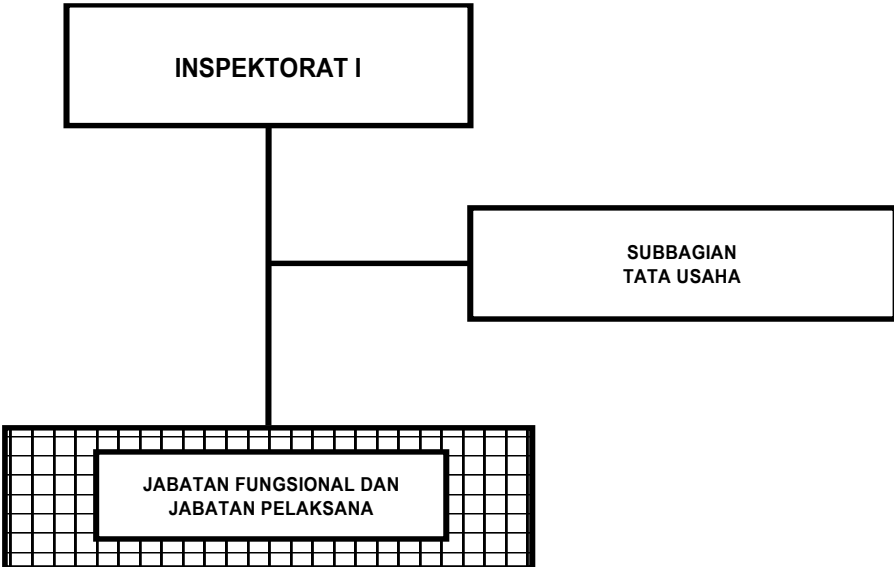 INSPEKTORAT I
SUBBAGIAN
TATA USAHA
JABATAN FUNGSIONAL DAN
JABATAN PELAKSANA